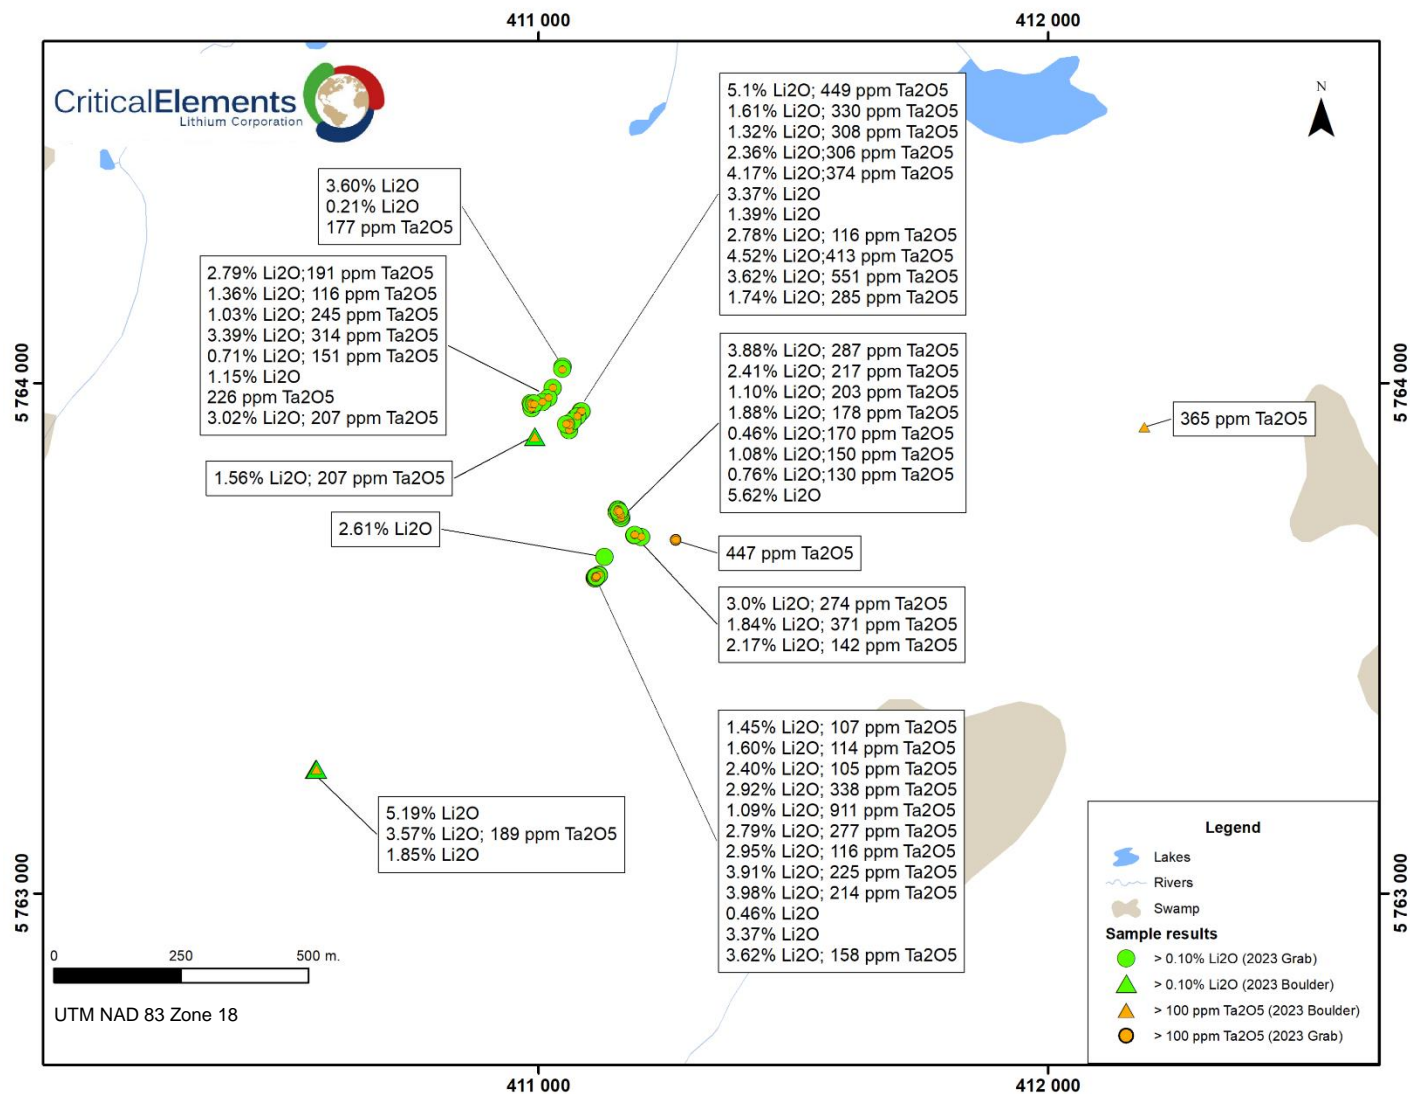 411 000
412 000
CriticalElements
Lithium Corporation
N
5.1% Li2O; 449 ppm Ta2O5
1.61% Li2O; 330 ppm Ta2O5
1.32% Li2O; 308 ppm Ta2O5
2.36% Li2O;306 ppm Ta2O5
4.17% Li2O;374 ppm Ta2O5
3.37% Li2O
1.39% Li2O
2.78% Li2O; 116 ppm Ta2O5
4.52% Li2O;413 ppm Ta2O5
3.62% Li2O; 551 ppm Ta2O5
1.74% Li2O; 285 ppm Ta2O5
3.60% Li2O
0.21% Li2O
177 ppm Ta2O5
2.79% Li2O;191 ppm Ta2O5
1.36% Li2O; 116 ppm Ta2O5
1.03% Li2O; 245 ppm Ta2O5
3.39% Li2O; 314 ppm Ta2O5
0.71% Li2O; 151 ppm Ta2O5
1.15% Li2O
226 ppm Ta2O5
3.02% Li2O; 207 ppm Ta2O5
3.88% Li2O; 287 ppm Ta2O5
2.41% Li2O; 217 ppm Ta2O5
1.10% Li2O; 203 ppm Ta2O5
1.88% Li2O; 178 ppm Ta2O5
0.46% Li2O;170 ppm Ta2O5
1.08% Li2O;150 ppm Ta2O5
0.76% Li2O;130 ppm Ta2O5
5.62% Li2O
5 764 000
5 764 000
365 ppm Ta2O5
1.56% Li2O; 207 ppm Ta2O5
2.61% Li2O
447 ppm Ta2O5
3.0% Li2O; 274 ppm Ta2O5
1.84% Li2O; 371 ppm Ta2O5
2.17% Li2O; 142 ppm Ta2O5
1.45% Li2O; 107 ppm Ta2O5
1.60% Li2O; 114 ppm Ta2O5
2.40% Li2O; 105 ppm Ta2O5
2.92% Li2O; 338 ppm Ta2O5
1.09% Li2O; 911 ppm Ta2O5
2.79% Li2O; 277 ppm Ta2O5
2.95% Li2O; 116 ppm Ta2O5
3.91% Li2O; 225 ppm Ta2O5
3.98% Li2O; 214 ppm Ta2O5
0.46% Li2O
3.37% Li2O
3.62% Li2O; 158 ppm Ta2O5
5.19% Li2O
3.57% Li2O; 189 ppm Ta2O5
1.85% Li2O
5 763 000
5 763 000
Legend
Lakes
Rivers
Swamp
Sample results
> 0.10% Li2O (2023 Grab)
> 0.10% Li2O (2023 Boulder)
> 100 ppm Ta2O5 (2023 Boulder)
> 100 ppm Ta2O5 (2023 Grab)
0 250 500 m.
UTM NAD 83 Zone 18
411 000
412 000